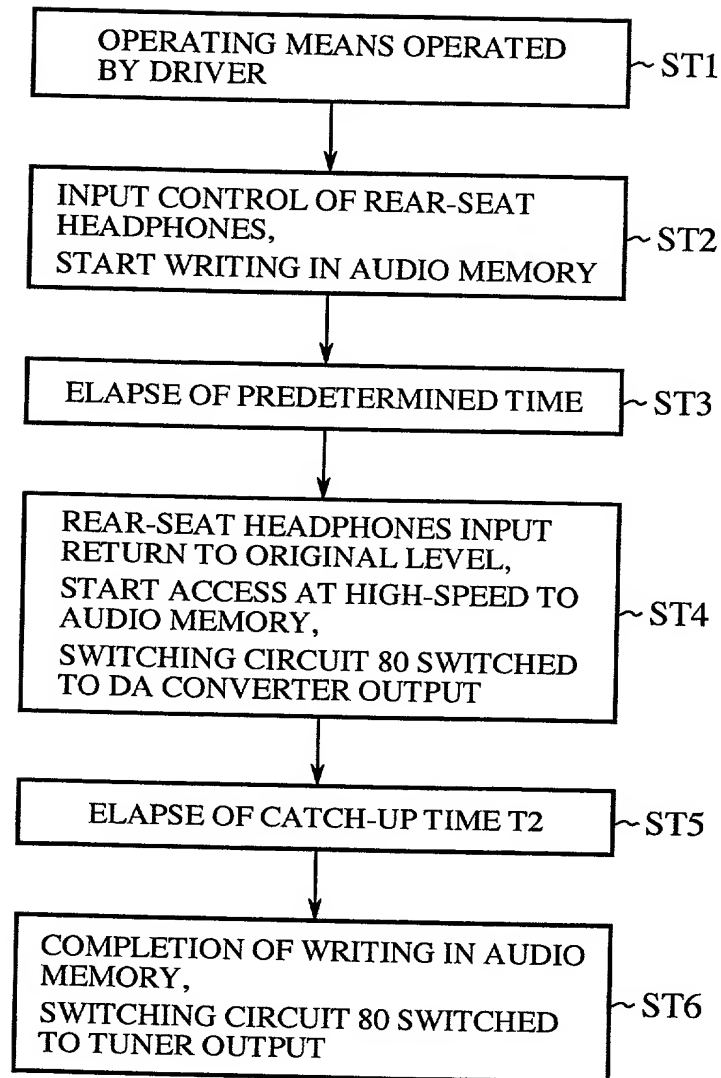 OPERATING MEANS OPERATED
BY DRIVER
~ST1
INPUT CONTROL OF REAR-SEAT
HEADPHONES,
START WRITING IN AUDIO MEMORY
~ST2
ELAPSE OF PREDETERMINED TIME
~ST3
REAR-SEAT HEADPHONES INPUT
RETURN TO ORIGINAL LEVEL,
START ACCESS AT HIGH-SPEED TO
AUDIO MEMORY,
SWITCHING CIRCUIT 80 SWITCHED
TO DA CONVERTER OUTPUT
~ST4
ELAPSE OF CATCH-UP TIME T2
~ST5
COMPLETION OF WRITING IN AUDIO
MEMORY,
SWITCHING CIRCUIT 80 SWITCHED
TO TUNER OUTPUT
~ST6